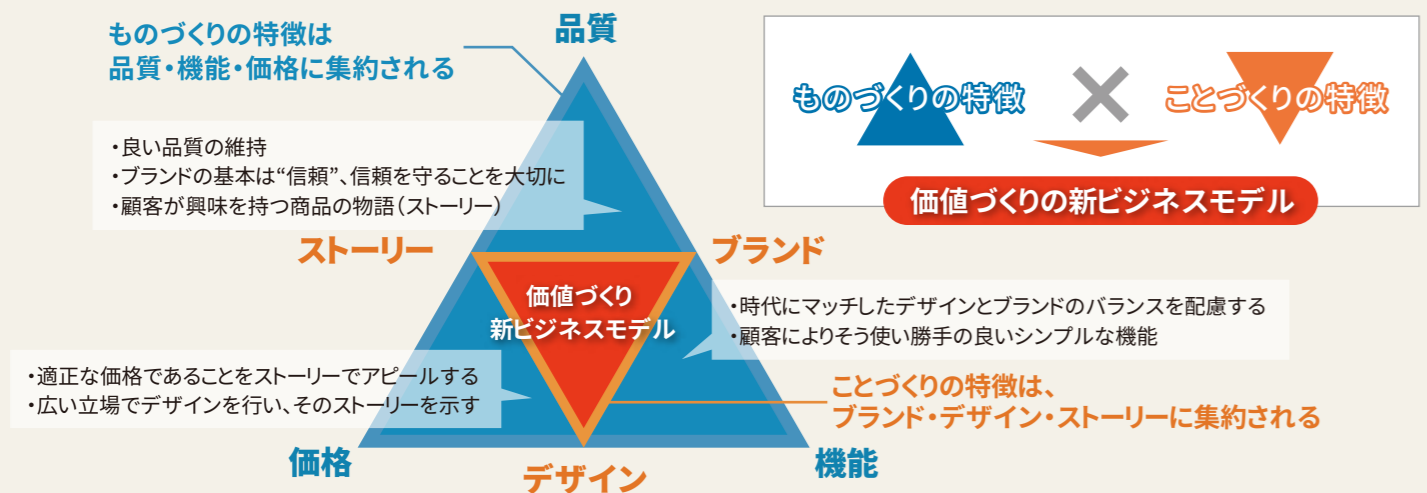 ものづくりの特徴は
品質・機能・価格に集約される
品質
・良い品質の維持
・ブランドの基本は“信頼”、信頼を守ることを大切に
・顧客が興味を持つ商品の物語（ストーリー）
ストーリー
ブランド
価値づくり
新ビジネスモデル
・時代にマッチしたデザインとブランドのバランスを配慮する
・顧客によりそう使い勝手の良いシンプルな機能
・適正な価格であることをストーリーでアピールする
・広い立場でデザインを行い、そのストーリーを示す
ことづくりの特徴は、
ブランド・デザイン・ストーリーに集約される
価格
デザイン
機能
ものづくりの特徴
×
ことづくりの特徴
価値づくりの新ビジネスモデル